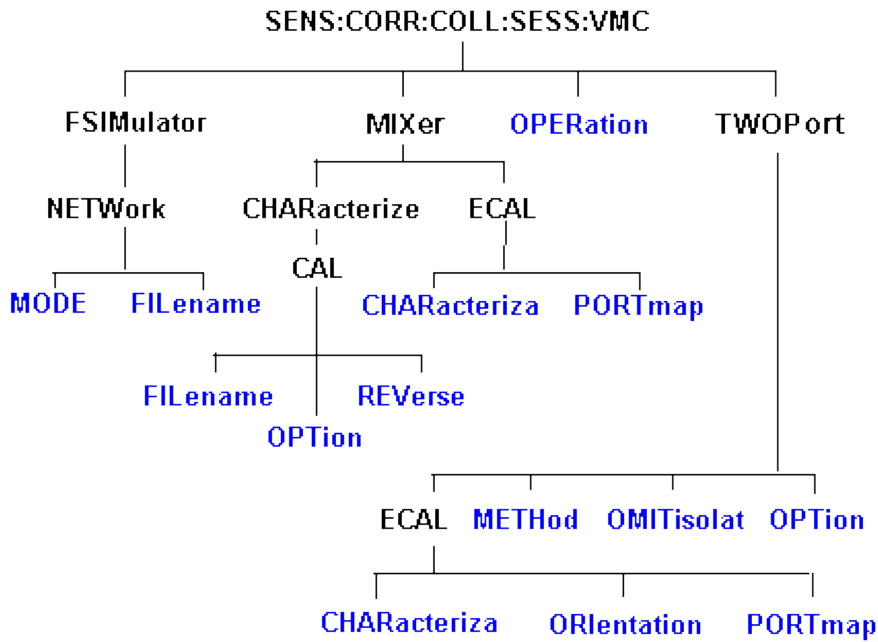 SENS:CORR:COLL:SESS:VMC
FSIMulator MIXer OPERation TWOPort
NETWork CHARacterize ECAL
CAL
MODE FILename CHARacteriza PORTmap
FILename REVerse
OPTion
ECAL METHod OMITisolat OPTion
CHARacteriza ORIentation PORTmap